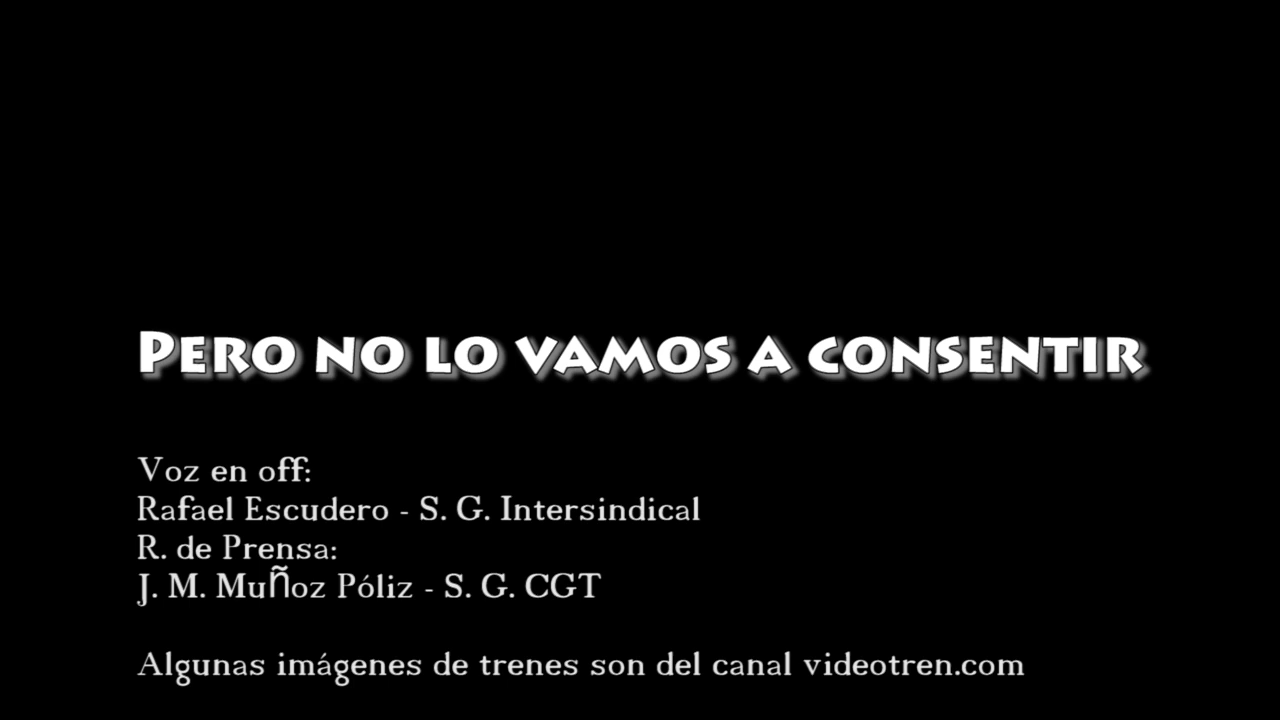 Pero no lo vamos a consentir
Voz en off:
Rafael Escudero - S. G. Intersindical
R. de Prensa:
J. M. MuÑoz Póliz - S. G. CGT
Algunas imágenes de trenes son del canal videotren.com